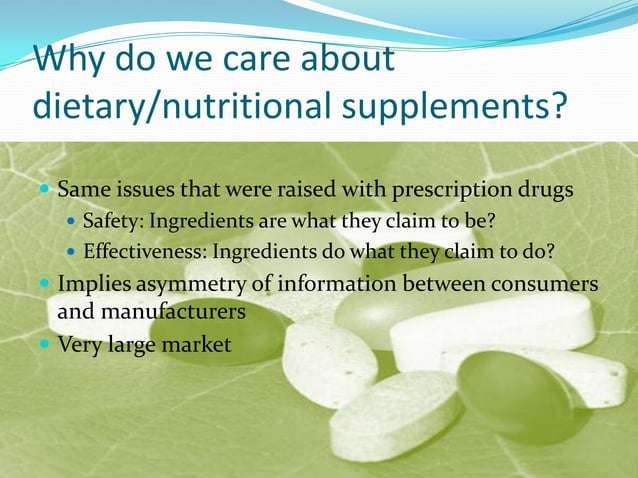 Why do we care about
dietary/nutritional supplements?
Same issues that were raised with prescription drugs
Safety: Ingredients are what they claim to be?
Effectiveness: Ingredients do what they claim to do?
Implies asymmetry of information between consumers
and manufacturers
Very large market